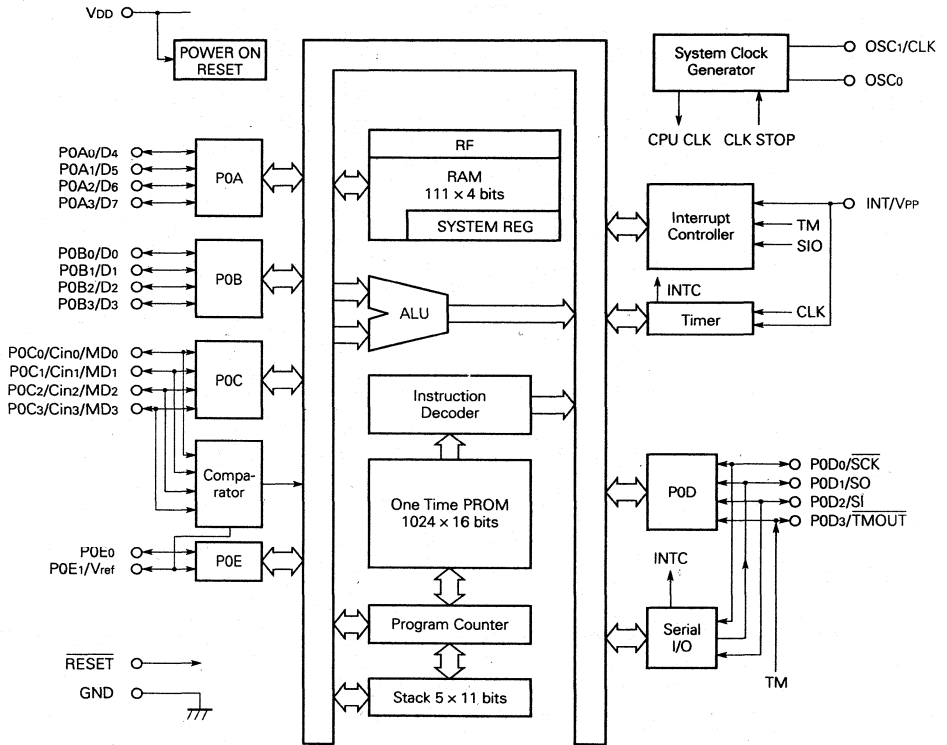 VDD
POWER ON
RESET
P0A0/D4
P0A1/D5
P0A2/D6
P0A3/D7
P0A
P0B0/D0
P0B1/D1
P0B2/D2
P0B3/D3
P0B
P0C0/Cin0/MD0
P0C1/Cin1/MD1
P0C2/Cin2/MD2
P0C3/Cin3/MD3
P0C
Compa-
rator
P0E0
P0E1/Vref
P0E
RESET
GND
RF
RAM
111 × 4 bits
SYSTEM REG
ALU
Instruction
Decoder
One Time PROM
1024 × 16 bits
Program Counter
Stack 5 × 11 bits
System Clock
Generator
OSC1/CLK
OSC0
CPU CLK
CLK STOP
Interrupt
Controller
INT/VPP
TM
SIO
INTC
Timer
CLK
P0D
P0D0/SCK
P0D1/SO
P0D2/SI
P0D3/TMOUT
INTC
Serial
I/O
TM